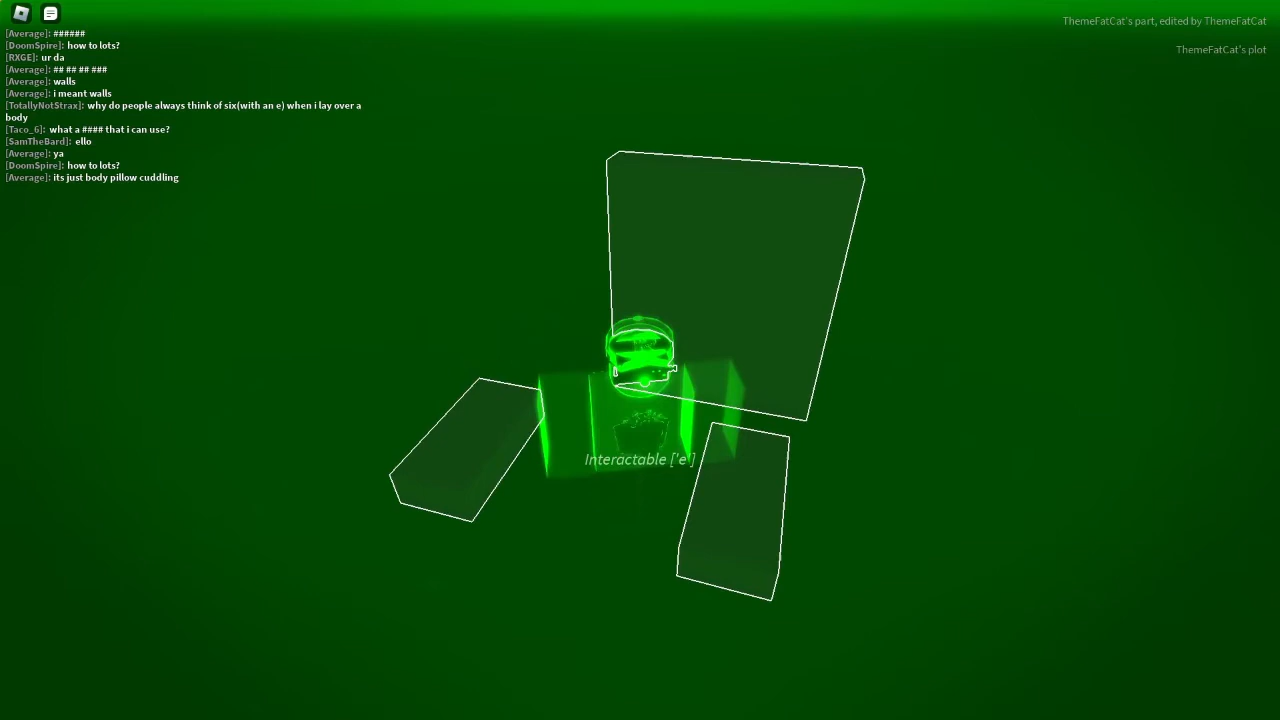 [Average]: ######
[DoomSpire]: how to lots?
[RXGE]: ur da
[Average]: ## ## ## ###
[Average]: walls
[Average]: i meant walls
[TotallyNotStrax]: why do people always think of six(with an e) when i lay over a
body
[Taco_G]: what a #### that i can use?
[SamTheBard]: ello
[Average]: ya
[DoomSpire]: how to lots?
[Average]: its just body pillow cuddling
ThemeFatCat's part, edited by ThemeFatCat
ThemeFatCat's plot
Interactable ['e']